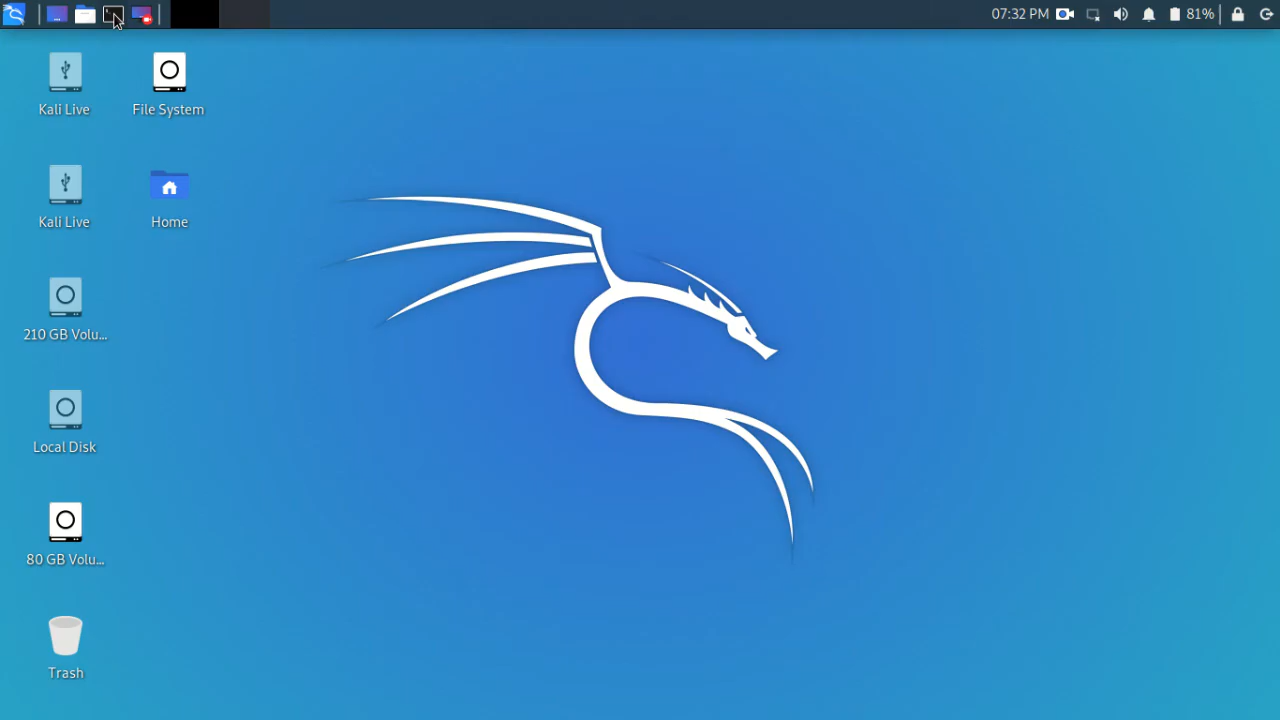 07:32 PM 81%
Kali Live
File System
Kali Live
Home
210 GB Volu...
Local Disk
80 GB Volu...
Trash